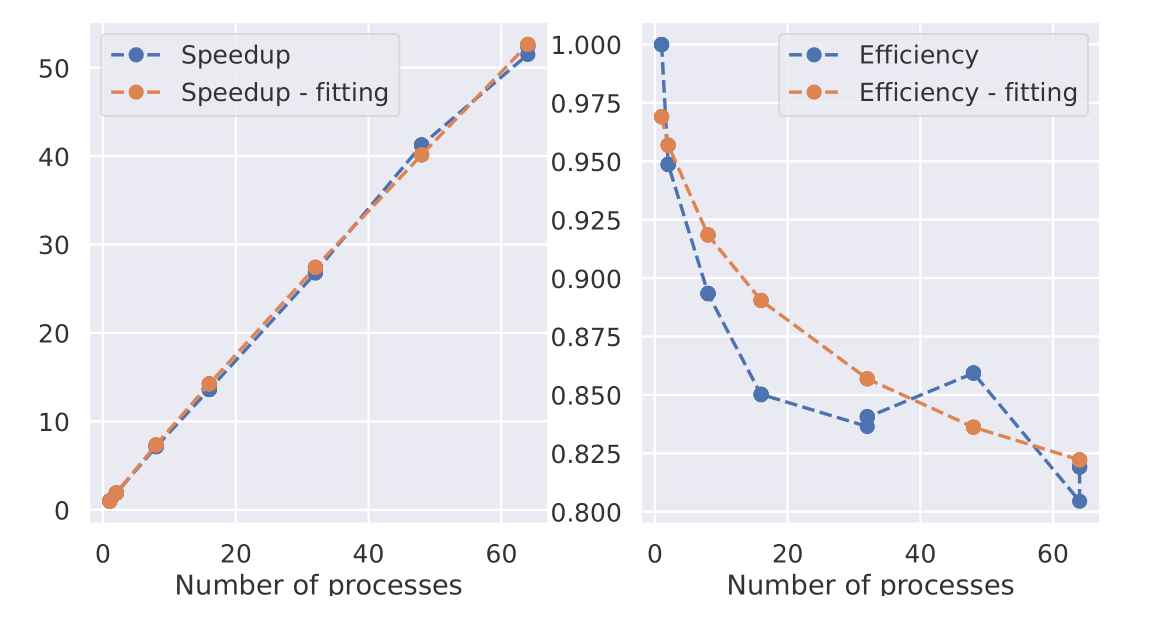 Speedup
Speedup - fitting
50
40
30
20
10
0
0 20 40 60
Number of processes
Efficiency
Efficiency - fitting
1.000
0.975
0.950
0.925
0.900
0.875
0.850
0.825
0.800
0 20 40 60
Number of processes